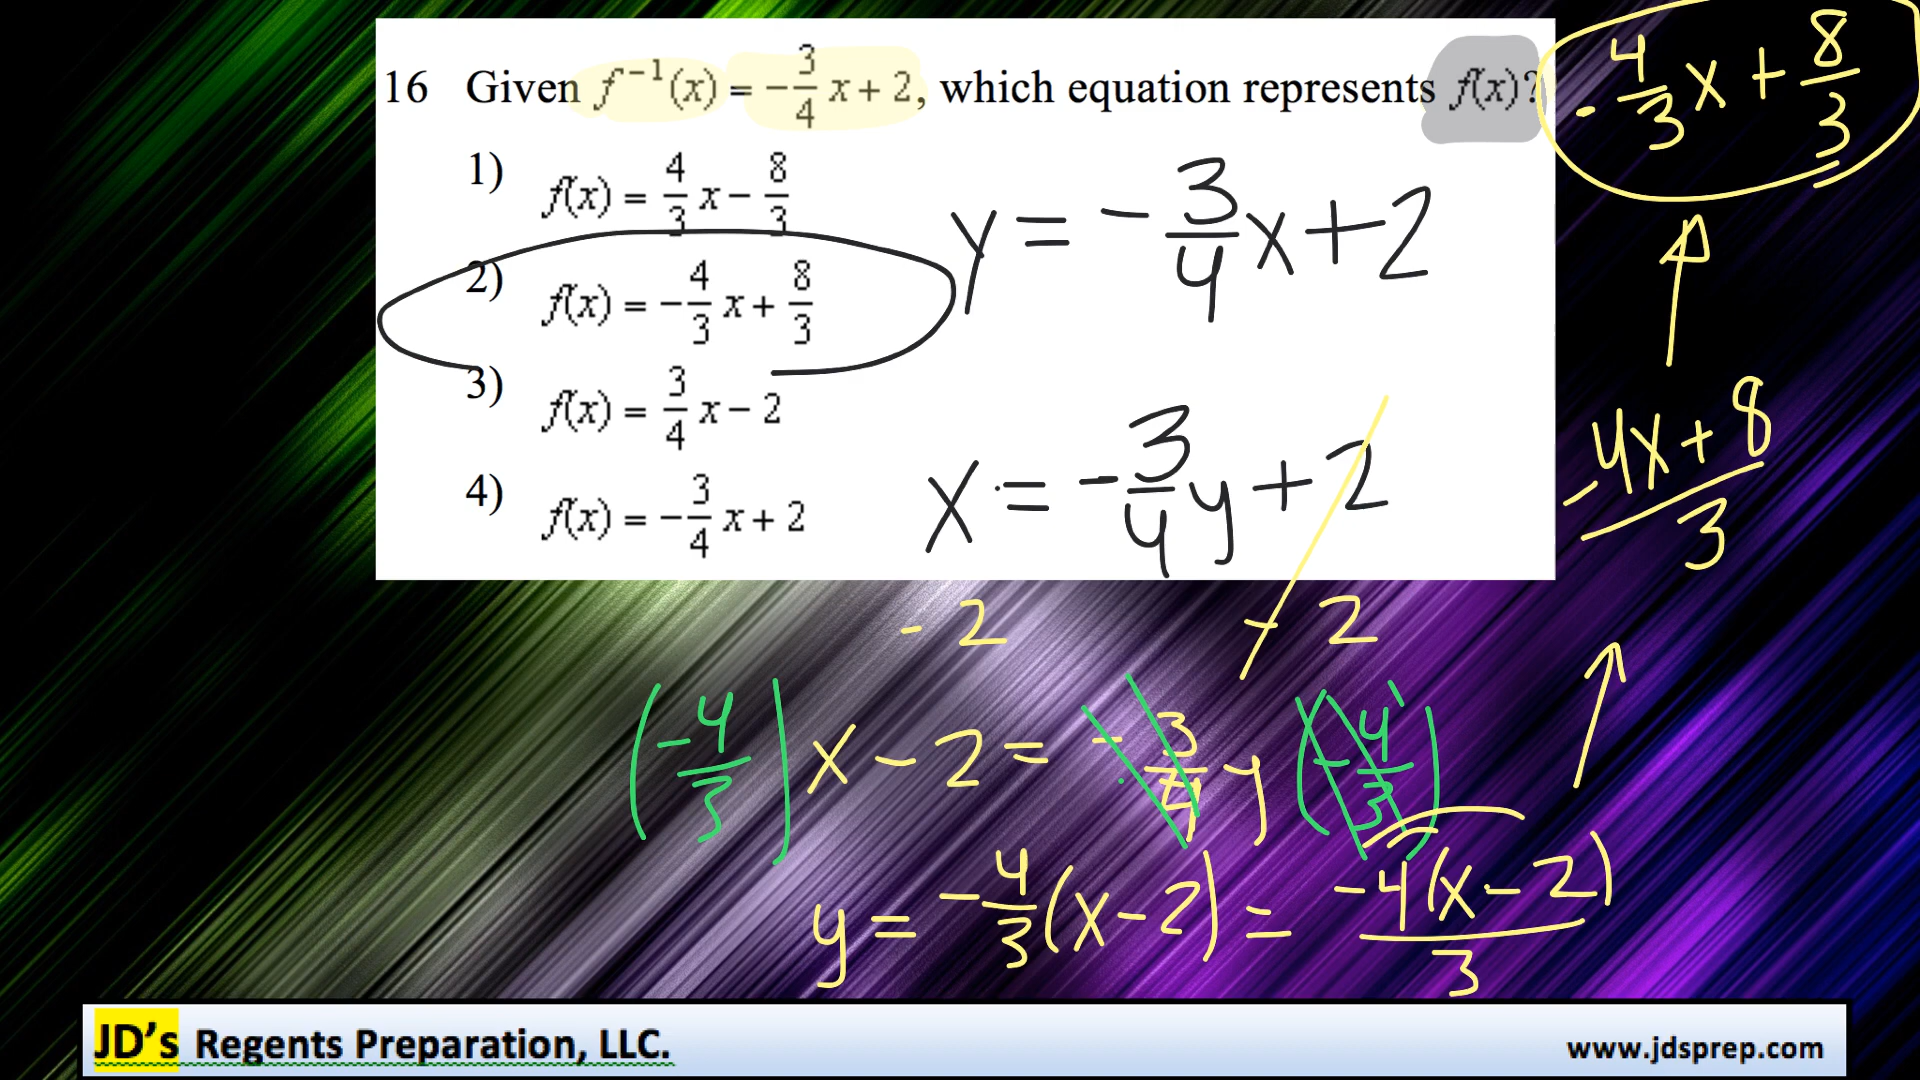 16 Given f⁻¹(x) = -3/4 x + 2, which equation represents f(x)?
1) f(x) = 4/3 x - 8/3
2) f(x) = -4/3 x + 8/3
3) f(x) = 3/4 x - 2
4) f(x) = -3/4 x + 2
y = -3/4 x + 2
x = -3/4 y + 2
- 2 - 2
(-4/3) x - 2 = -3/4 y (-4/3)
y = -4/3 (x - 2) = -4(x - 2)/3
-4x + 8/3
-4/3 x + 8/3
JD's Regents Preparation, LLC.
www.jdsprep.com